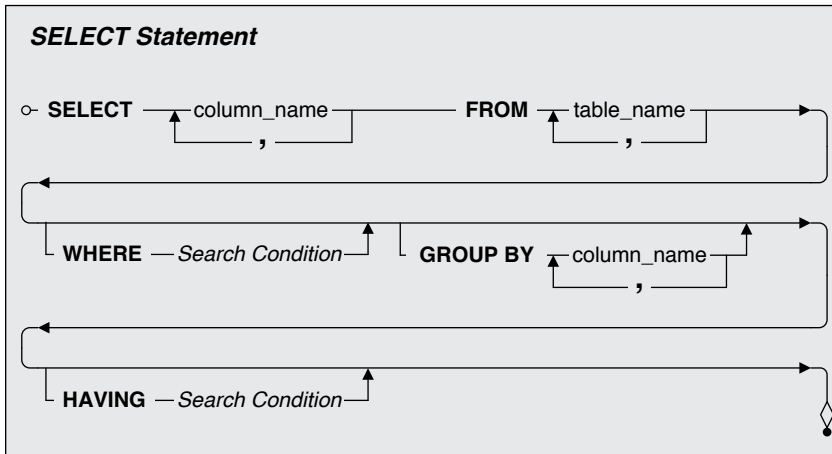 SELECT Statement
SELECT column_name FROM table_name
, ,
WHERE Search Condition GROUP BY column_name
,
HAVING Search Condition